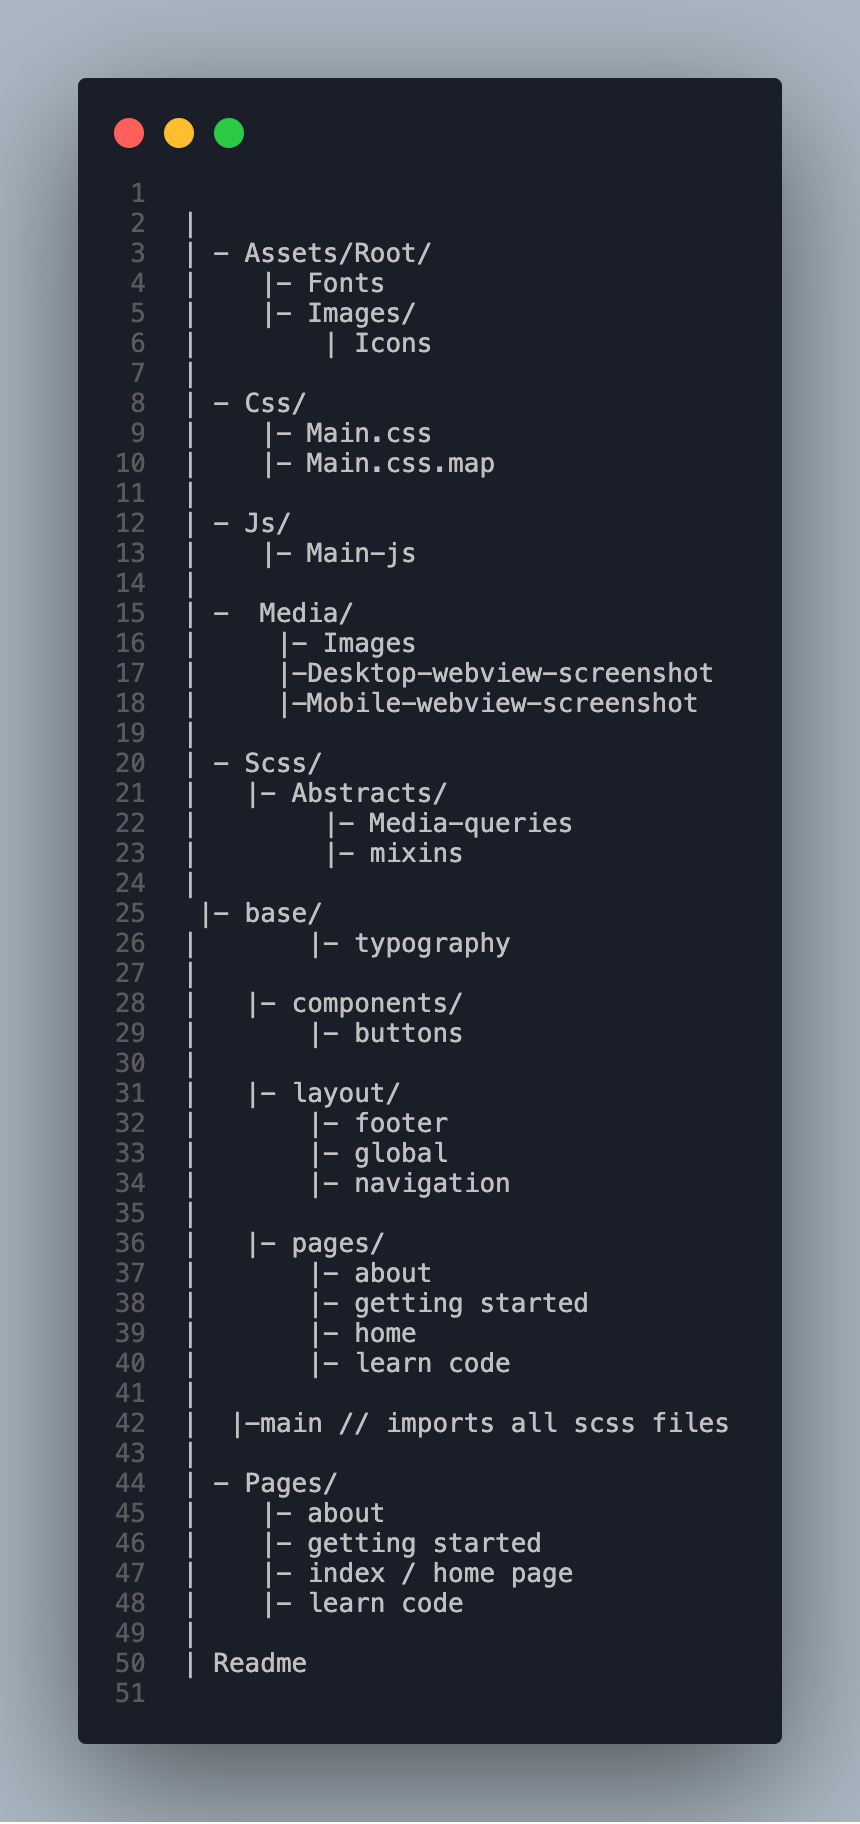 1
2 |
3 | - Assets/Root/
4 |    |- Fonts
5 |    |- Images/
6 |        | Icons
7 |
8 | - Css/
9 |    |- Main.css
10 |    |- Main.css.map
11 |
12 | - Js/
13 |    |- Main-js
14 |
15 | -  Media/
16 |     |- Images
17 |     |-Desktop-webview-screenshot
18 |     |-Mobile-webview-screenshot
19 |
20 | - Scss/
21 |   |- Abstracts/
22 |        |- Media-queries
23 |        |- mixins
24 |
25  |- base/
26 |       |- typography
27 |
28 |   |- components/
29 |       |- buttons
30 |
31 |   |- layout/
32 |       |- footer
33 |       |- global
34 |       |- navigation
35 |
36 |   |- pages/
37 |       |- about
38 |       |- getting started
39 |       |- home
40 |       |- learn code
41 |
42 |  |-main // imports all scss files
43 |
44 | - Pages/
45 |    |- about
46 |    |- getting started
47 |    |- index / home page
48 |    |- learn code
49 |
50 | Readme
51